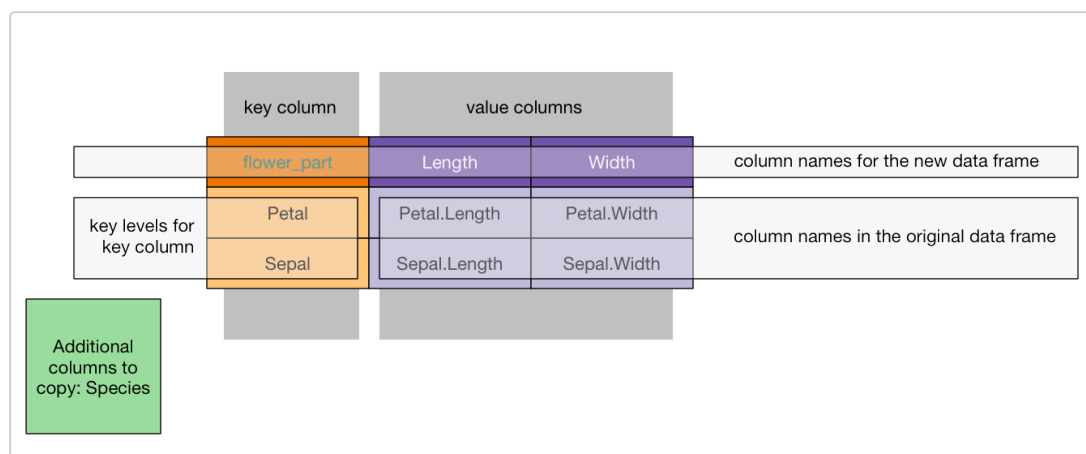 key column
value columns
flower_part
Length
Width
column names for the new data frame
key levels for
key column
Petal
Petal.Length
Petal.Width
column names in the original data frame
Sepal
Sepal.Length
Sepal.Width
Additional
columns to
copy: Species